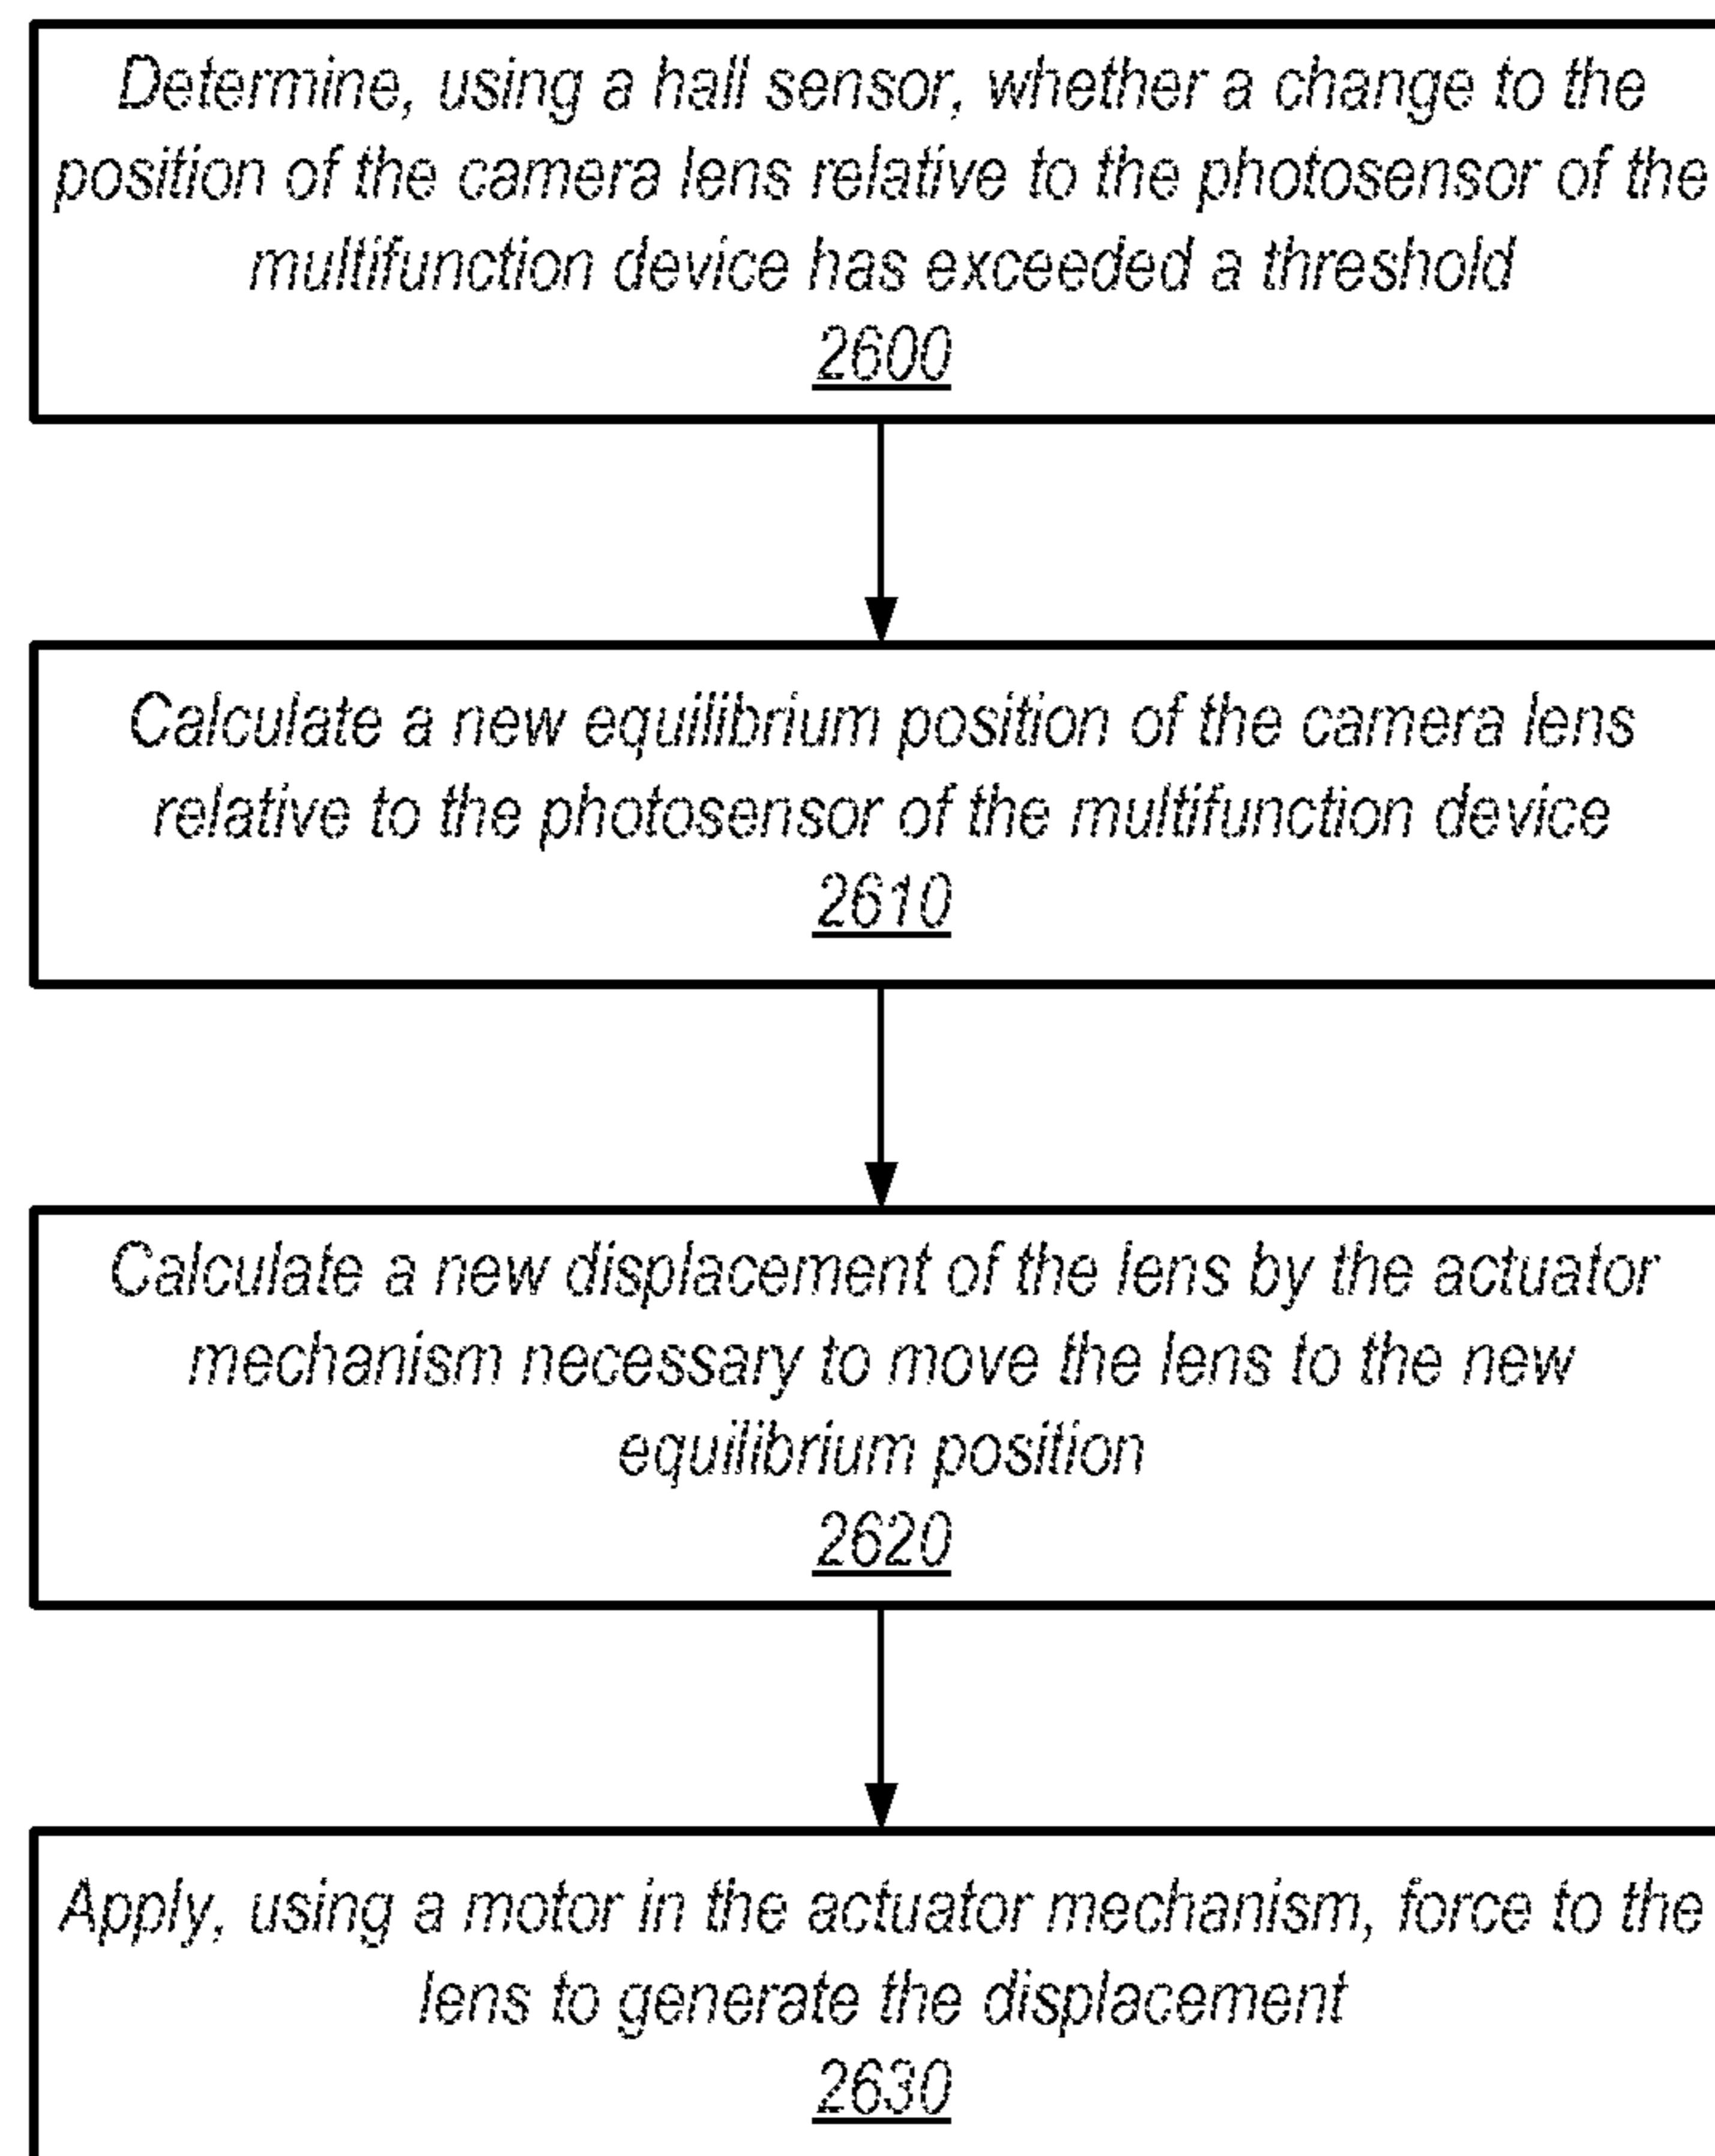 Determine, using a hall sensor, whether a change to the
position of the camera lens relative to the photosensor of the
multifunction device has exceeded a threshold
2600
Calculate a new equilibrium position of the camera lens
relative to the photosensor of the multifunction device
2610
Calculate a new displacement of the lens by the actuator
mechanism necessary to move the lens to the new
equilibrium position
2620
Apply, using a motor in the actuator mechanism, force to the
lens to generate the displacement
2630